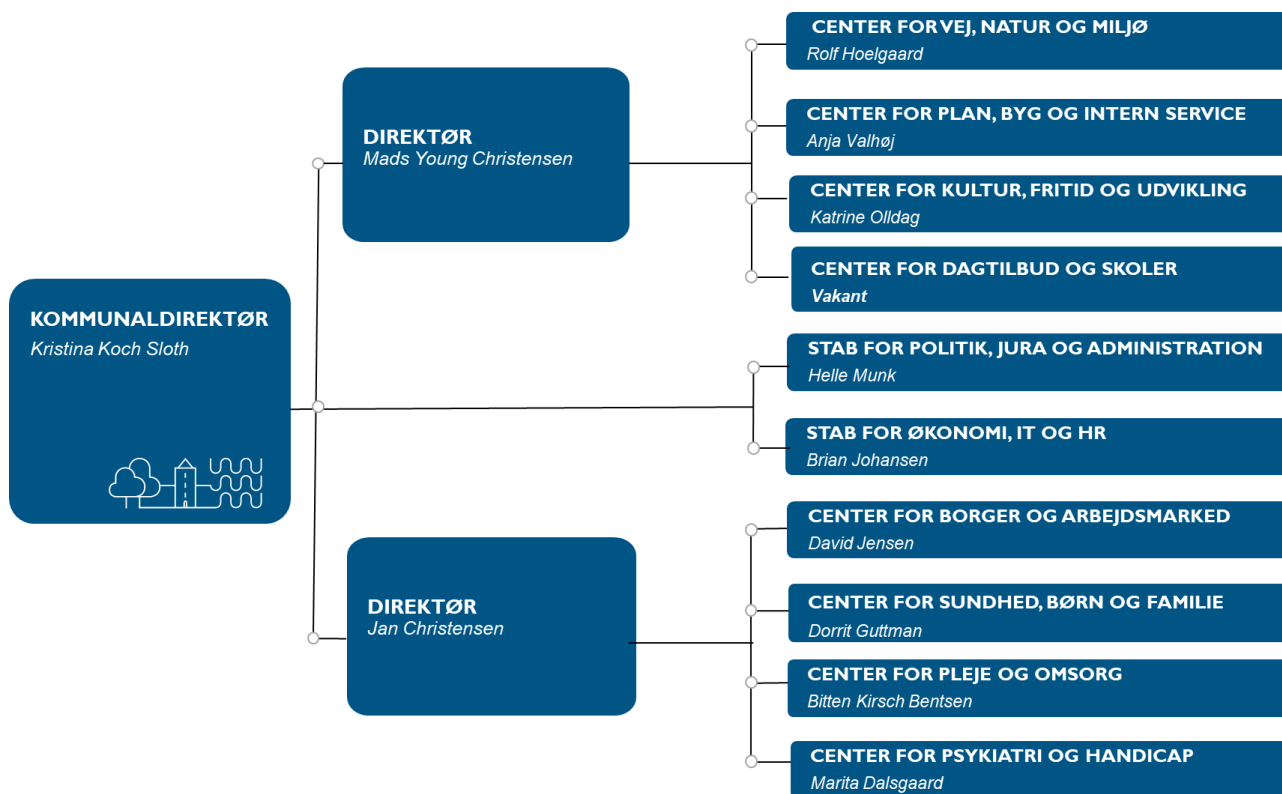 KOMMUNALDIREKTØR
Kristina Koch Sloth
DIREKTØR
Mads Young Christensen
CENTER FOR VEJ, NATUR OG MILJØ
Rolf Hoelgaard
CENTER FOR PLAN, BYG OG INTERN SERVICE
Anja Valhøj
CENTER FOR KULTUR, FRITID OG UDVIKLING
Katrine Olldag
CENTER FOR DAGTILBUD OG SKOLER
Vakant
STAB FOR POLITIK, JURA OG ADMINISTRATION
Helle Munk
STAB FOR ØKONOMI, IT OG HR
Brian Johansen
DIREKTØR
Jan Christensen
CENTER FOR BORGER OG ARBEJDSMARKED
David Jensen
CENTER FOR SUNDHED, BØRN OG FAMILIE
Dorrit Guttman
CENTER FOR PLEJE OG OMSORG
Bitten Kirsch Bentsen
CENTER FOR PSYKIATRI OG HANDICAP
Marita Dalsgaard